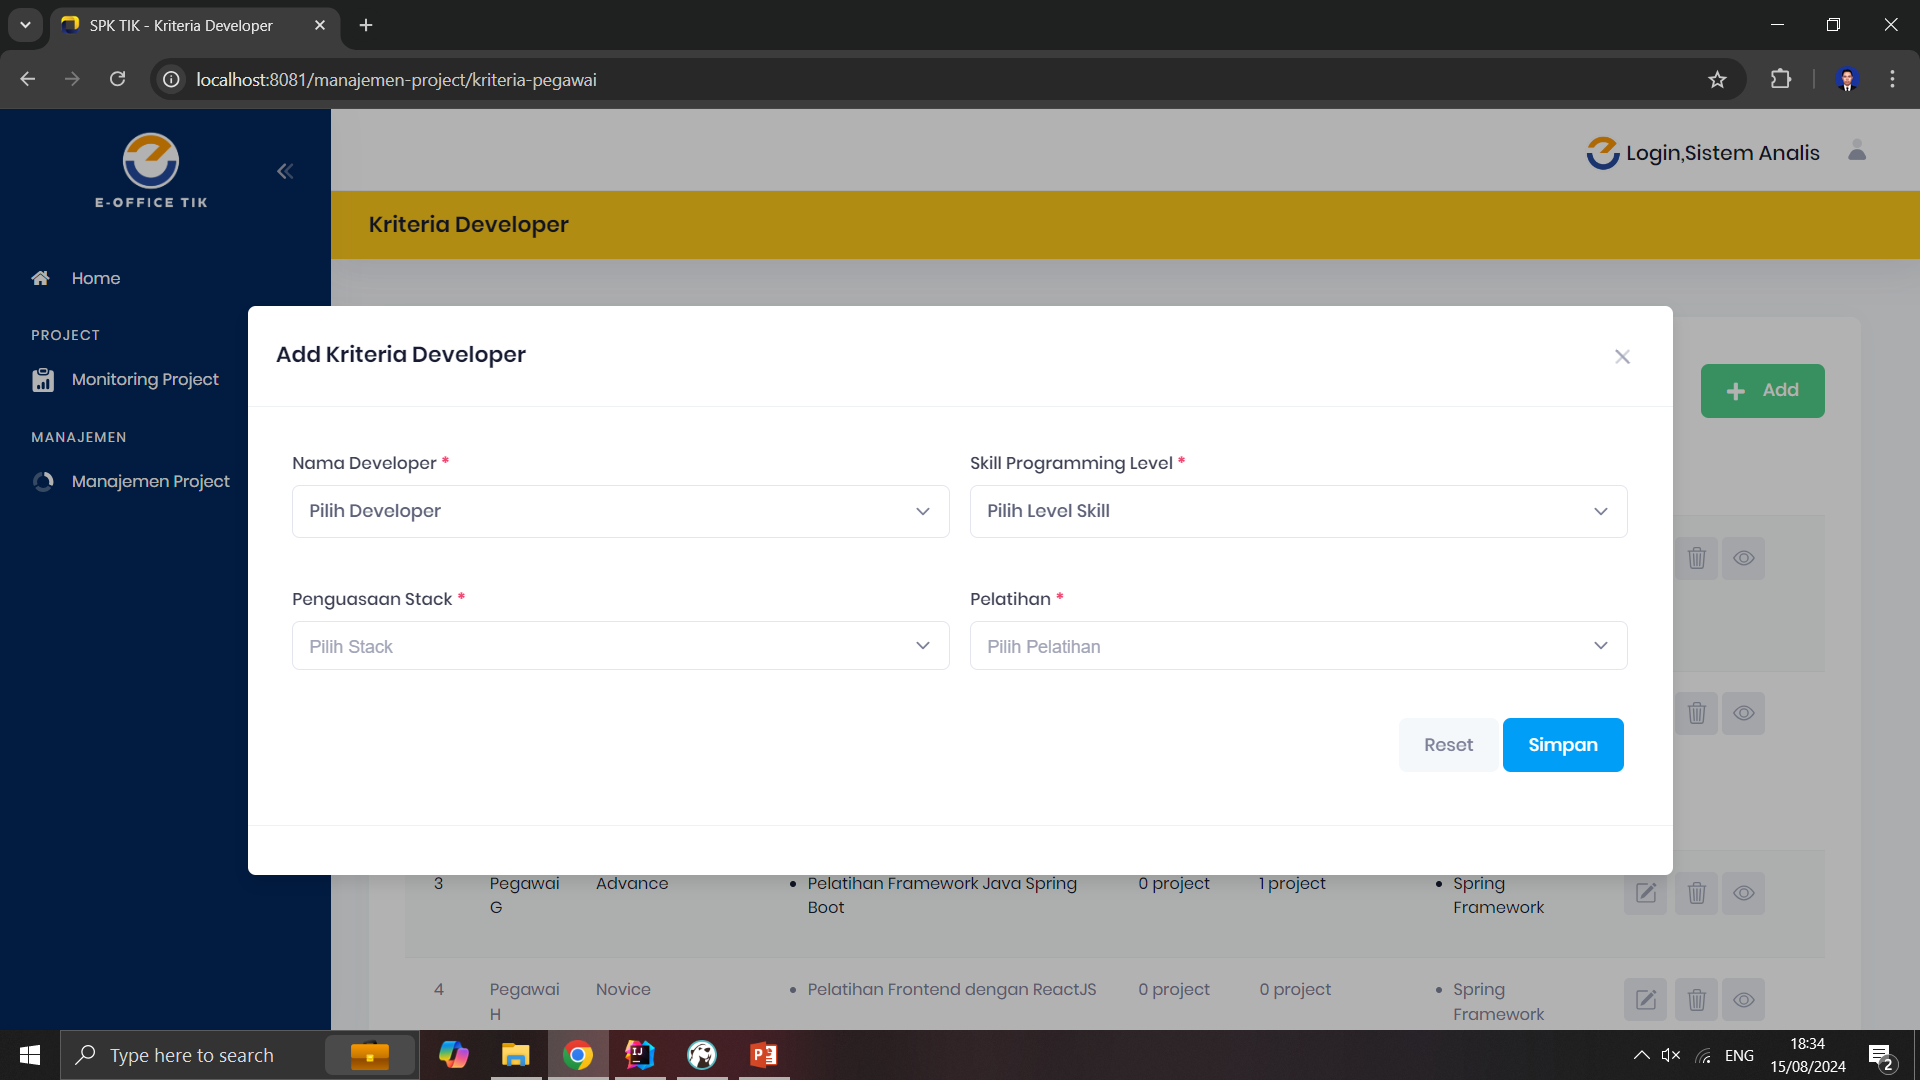 SPK TIK - Kriteria Developer
localhost:8081/manajemen-project/kriteria-pegawai
E-OFFICE TIK
Login,Sistem Analis
Kriteria Developer
Home
PROJECT
Monitoring Project
MANAJEMEN
Manajemen Project
Add
Add Kriteria Developer
Nama Developer *
Skill Programming Level *
Pilih Developer
Pilih Level Skill
Penguasaan Stack *
Pelatihan *
Pilih Stack
Pilih Pelatihan
Reset
Simpan
3 Pegawai Advance • Pelatihan Framework Java Spring 0 project 1 project • Spring
G Boot Framework
4 Pegawai Novice • Pelatihan Frontend dengan ReactJS 0 project 0 project • Spring
H Framework
Type here to search
ENG
18:34
15/08/2024
2